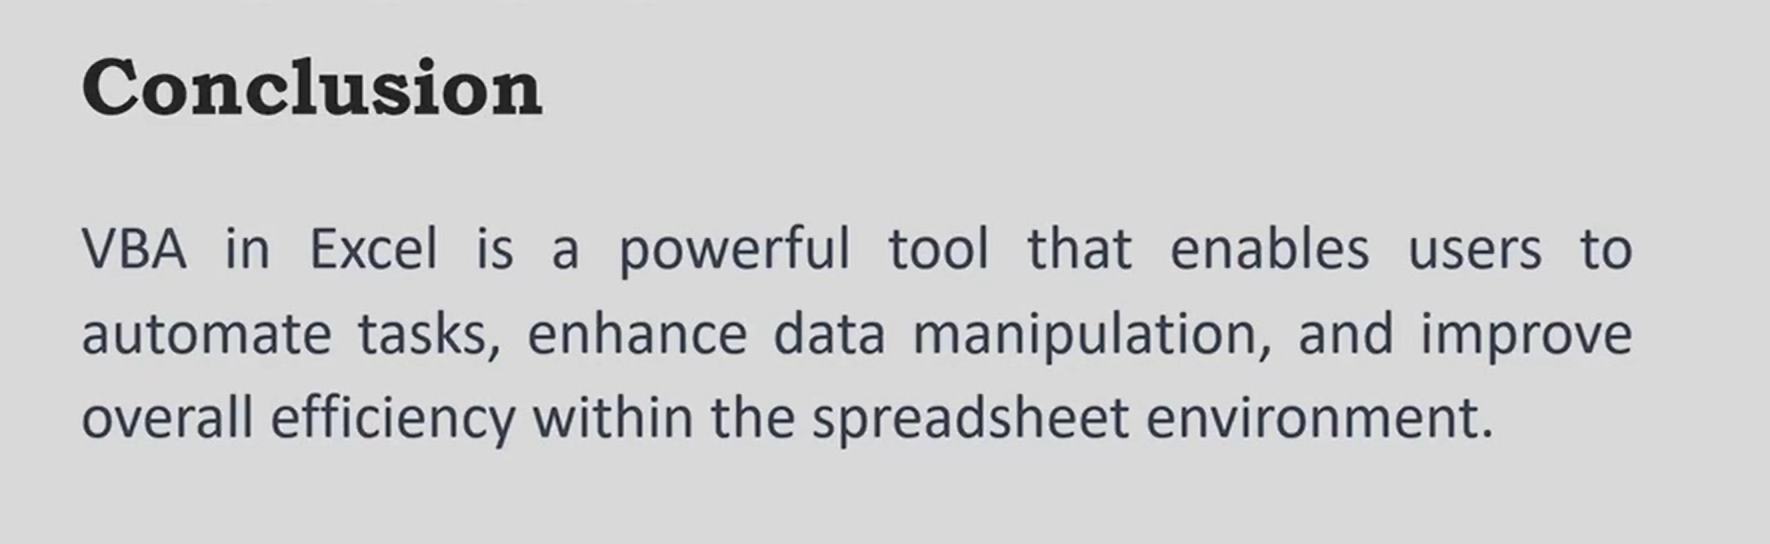 Conclusion
VBA in Excel is a powerful tool that enables users to
automate tasks, enhance data manipulation, and improve
overall efficiency within the spreadsheet environment.